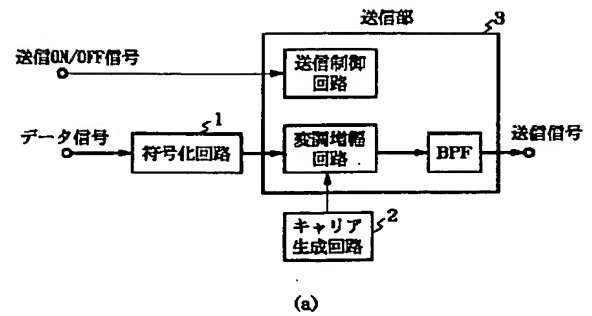 送信部
3
送信ON/OFF信号
送信制御
回路
データ信号
1
符号化回路
変調増幅
回路
BPF
送信信号
キャリア
生成回路
2
(a)